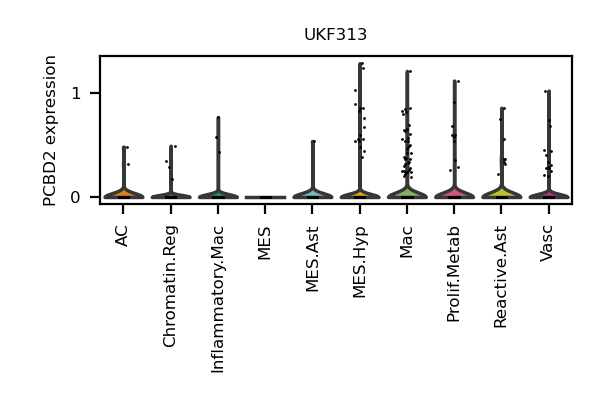 UKF313
PCBD2 expression
1
0
AC
Chromatin.Reg
Inflammatory.Mac
MES
MES.Ast
MES.Hyp
Mac
Prolif.Metab
Reactive.Ast
Vasc